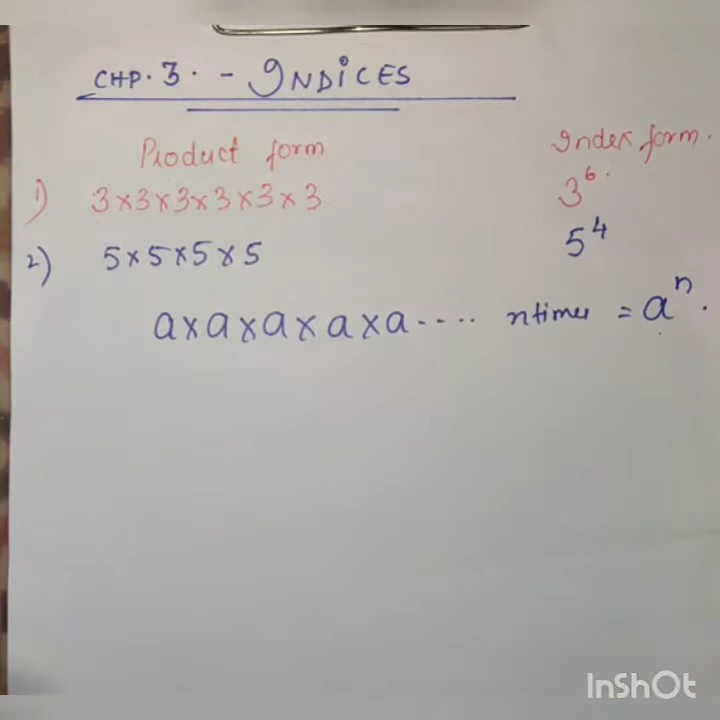 CHP. 3. - INDICES
Product form Index form.
1) 3×3×3×3×3×3 3⁶.
2) 5×5×5×5 5⁴
a×a×a×a×a.... n times = aⁿ.
InShOt